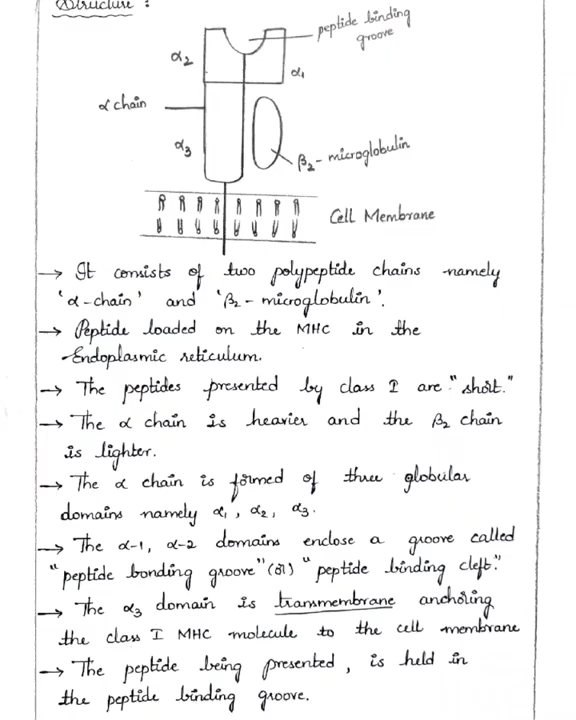 Structure :
peptide binding
groove
α2
α1
α chain
α3
β2 - microglobulin
Cell Membrane
→ It consists of two polypeptide chains namely
'α-chain' and 'β2 - microglobulin'.
→ Peptide loaded on the MHC in the
Endoplasmic reticulum.
→ The peptides presented by class I are "short."
→ The α chain is heavier and the β2 chain
is lighter.
→ The α chain is formed of three globular
domains namely α1, α2, α3.
→ The α-1, α-2 domains enclose a groove called
"peptide bonding groove" (or) "peptide binding cleft."
→ The α3 domain is transmembrane anchoring
the class I MHC molecule to the cell membrane
→ The peptide being presented, is held in
the peptide binding groove.